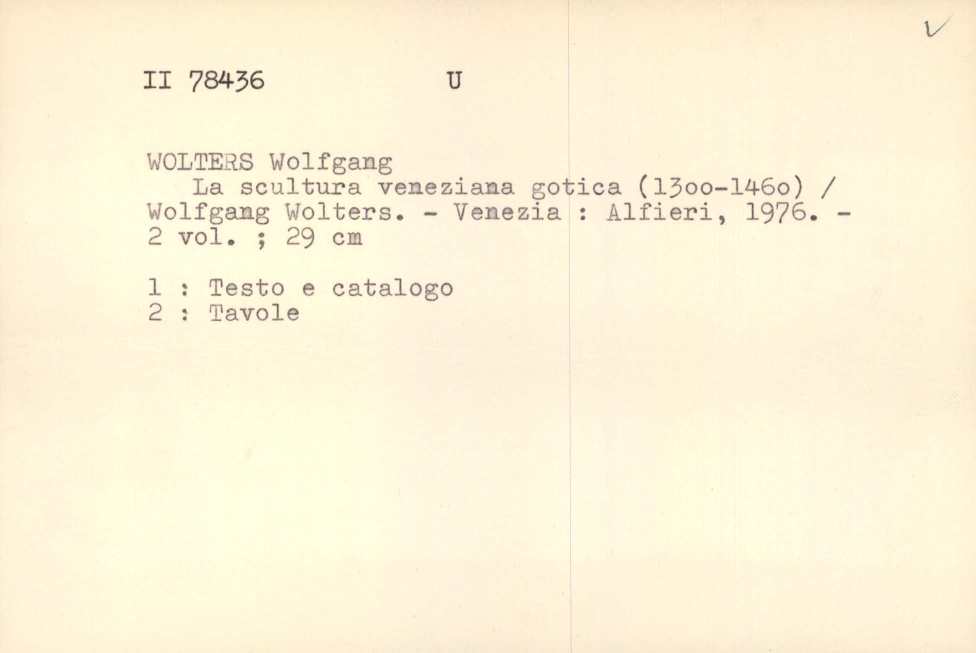 II 78436 U
WOLTERS Wolfgang
La scultura veneziana gotica (1300-1460) /
Wolfgang Wolters. - Venezia : Alfieri, 1976. -
2 vol. ; 29 cm
1 : Testo e catalogo
2 : Tavole